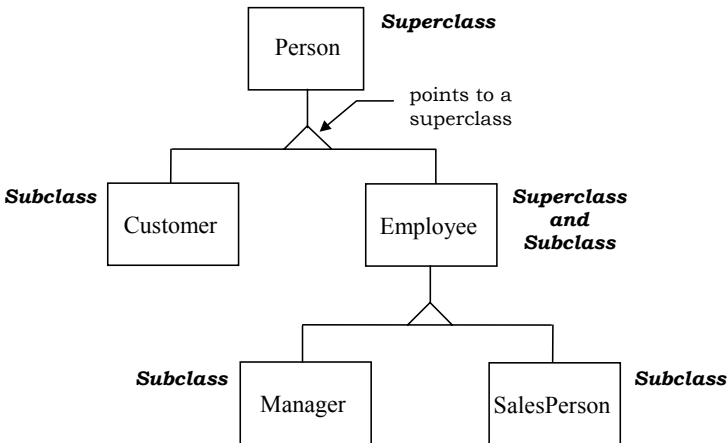 Superclass
Person
points to a
superclass
Subclass
Customer
Employee
Superclass
and
Subclass
Subclass
Manager
SalesPerson
Subclass